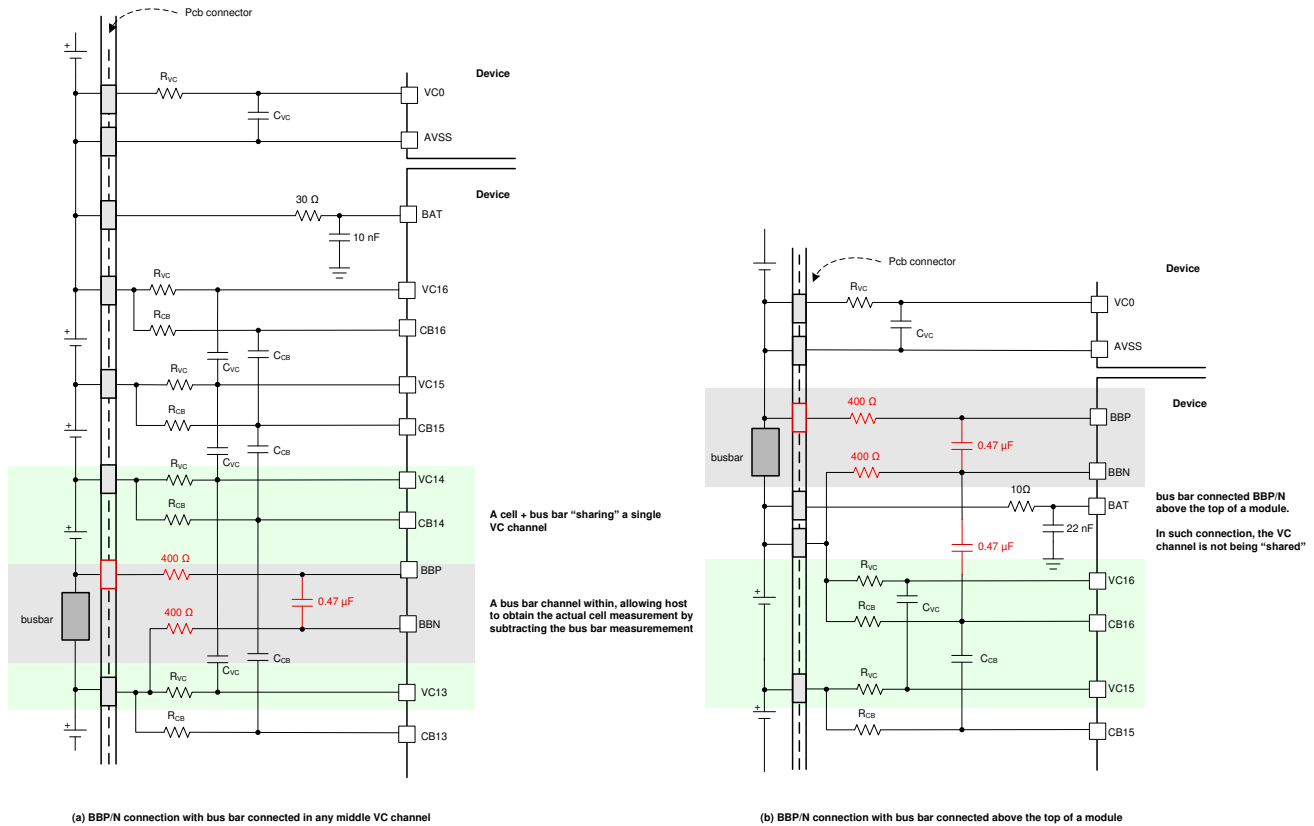 Pcb connector
+
Device
RVC
VC0
CVC
AVSS
Device
30 Ω
BAT
10 nF
RVC
VC16
RCB
CB16
+
CVC
CCB
RVC
VC15
RCB
CB15
+
CVC
CCB
RVC
VC14
RCB
CB14
A cell + bus bar “sharing” a single
VC channel
+
400 Ω
BBP
0.47 µF
busbar
400 Ω
BBN
A bus bar channel within, allowing host
to obtain the actual cell measurement by
subtracting the bus bar measuremement
CVC
CCB
RVC
VC13
RCB
CB13
+
(a) BBP/N connection with bus bar connected in any middle VC channel
Pcb connector
Device
+
RVC
VC0
CVC
AVSS
Device
400 Ω
BBP
0.47 µF
busbar
400 Ω
BBN
10Ω
BAT
22 nF
bus bar connected BBP/N
above the top of a module.
In such connection, the VC
channel is not being “shared”
0.47 µF
RVC
VC16
+
CVC
RCB
CB16
CCB
RVC
VC15
+
RCB
CB15
(b) BBP/N connection with bus bar connected above the top of a module